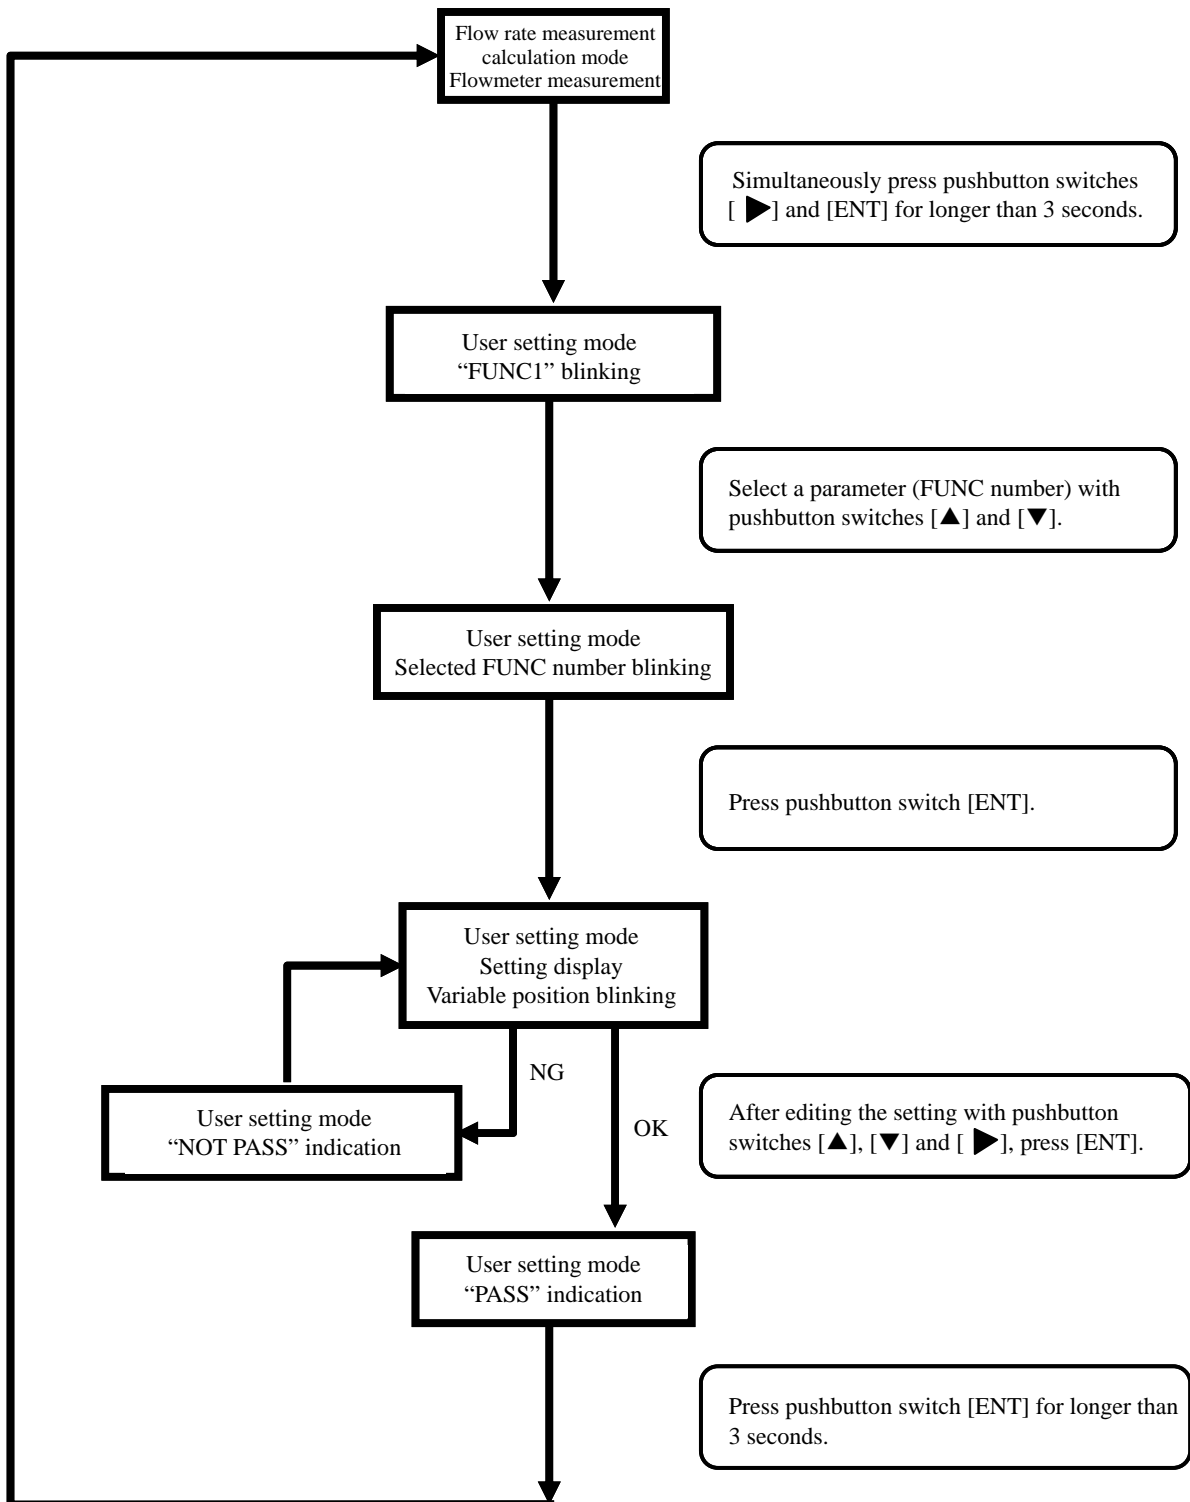 Flow rate measurement
calculation mode
Flowmeter measurement
Simultaneously press pushbutton switches
[ ▶] and [ENT] for longer than 3 seconds.
User setting mode
“FUNC1” blinking
Select a parameter (FUNC number) with
pushbutton switches [▲] and [▼].
User setting mode
Selected FUNC number blinking
Press pushbutton switch [ENT].
User setting mode
Setting display
Variable position blinking
NG
User setting mode
“NOT PASS” indication
OK
After editing the setting with pushbutton
switches [▲], [▼] and [ ▶], press [ENT].
User setting mode
“PASS” indication
Press pushbutton switch [ENT] for longer than
3 seconds.